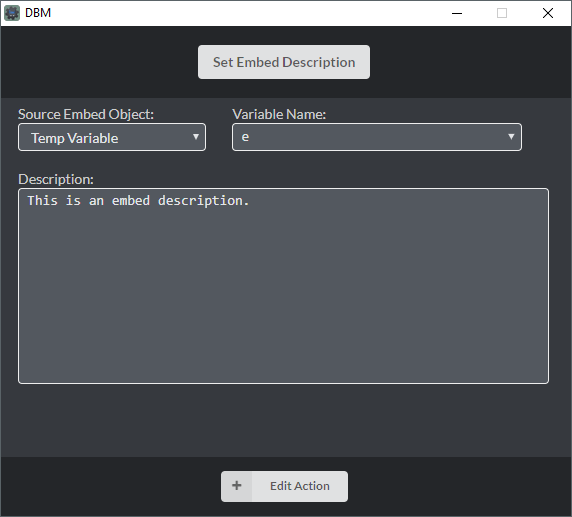 DBM
Set Embed Description
Source Embed Object: Variable Name:
Temp Variable e
Description:
This is an embed description.
Edit Action